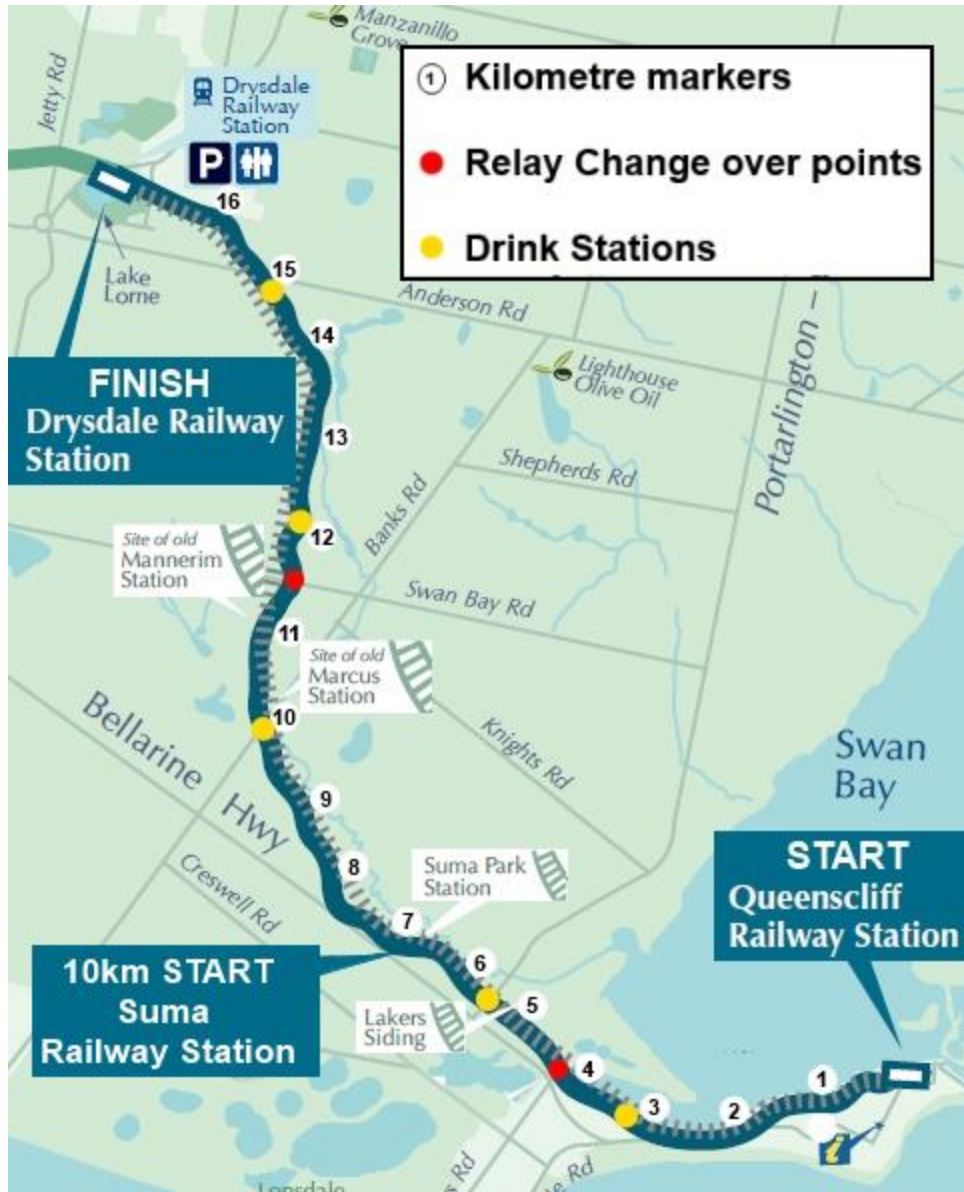 Manzanillo
Grove
1 Kilometre markers
Relay Change over points
Drink Stations
Jetty Rd
Drysdale
Railway
Station
P
16
15
Lake
Lorne
Anderson Rd
14
Lighthouse
Olive Oil
Portarlington –
FINISH
Drysdale Railway
Station
13
Shepherds Rd
Banks Rd
12
Site of old
Mannerim
Station
Swan Bay Rd
11
Site of old
Marcus
Station
10
Bellarine Hwy
Knights Rd
Swan
Bay
9
8
Creswell Rd
Suma Park
Station
START
Queenscliff
Railway Station
7
10km START
Suma
Railway Station
6
5
Lakers
Siding
4
3
2
1
i
Rd
Rd
Lonsdale